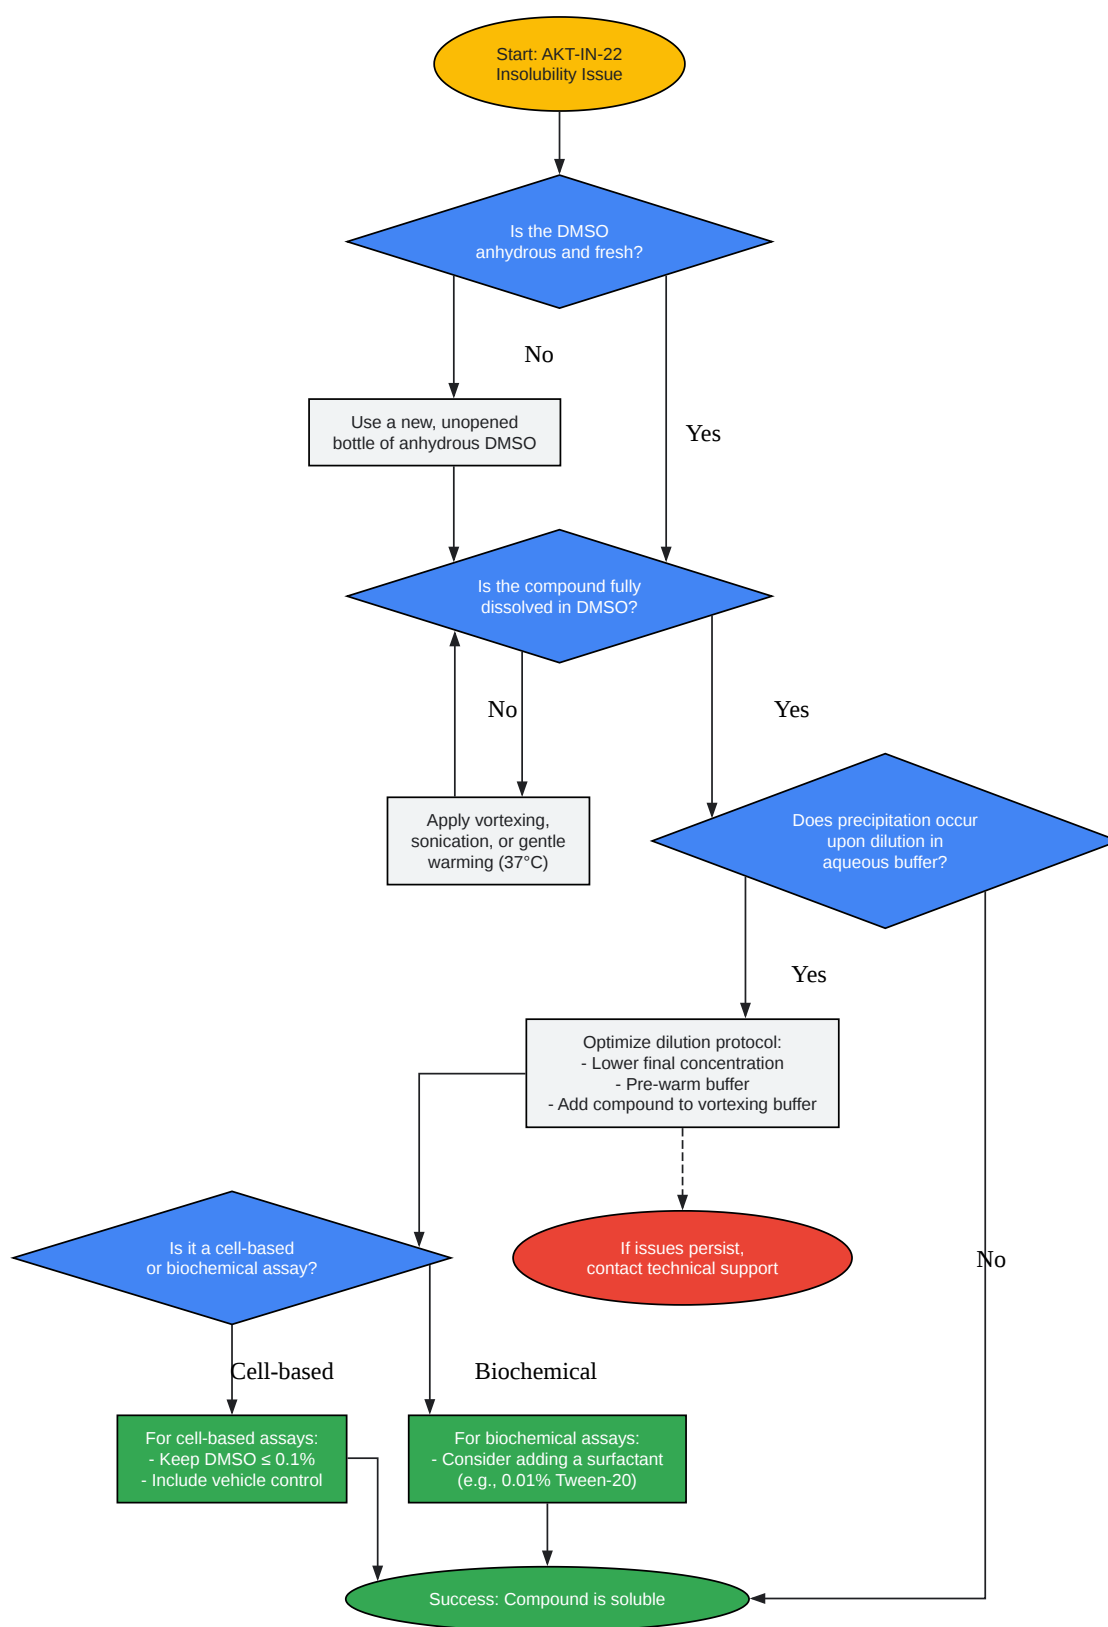 Start: AKT-IN-22
Insolubility Issue
Is the DMSO
anhydrous and fresh?
No
Yes
Use a new, unopened
bottle of anhydrous DMSO
Is the compound fully
dissolved in DMSO?
No
Yes
Apply vortexing,
sonication, or gentle
warming (37°C)
Does precipitation occur
upon dilution in
aqueous buffer?
Yes
No
Optimize dilution protocol:
- Lower final concentration
- Pre-warm buffer
- Add compound to vortexing buffer
Is it a cell-based
or biochemical assay?
If issues persist,
contact technical support
Cell-based
Biochemical
For cell-based assays:
- Keep DMSO ≤ 0.1%
- Include vehicle control
For biochemical assays:
- Consider adding a surfactant
(e.g., 0.01% Tween-20)
Success: Compound is soluble